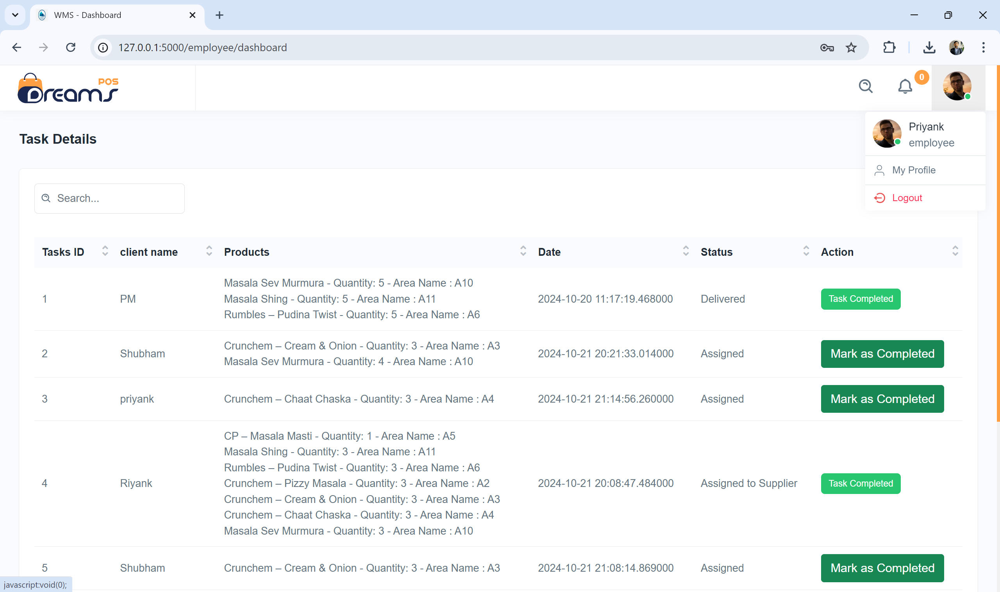 WMS - Dashboard
127.0.0.1:5000/employee/dashboard
POS
Dreams
0
Priyank
employee
My Profile
Logout
Task Details
Search...
Tasks ID client name Products Date Status Action
Masala Sev Murmura - Quantity: 5 - Area Name : A10
1 PM Masala Shing - Quantity: 5 - Area Name : A11 2024-10-20 11:17:19.468000 Delivered Task Completed
Rumbles – Pudina Twist - Quantity: 5 - Area Name : A6
Crunchem – Cream & Onion - Quantity: 3 - Area Name : A3
2 Shubham 2024-10-21 20:21:33.014000 Assigned Mark as Completed
Masala Sev Murmura - Quantity: 4 - Area Name : A10
3 priyank Crunchem – Chaat Chaska - Quantity: 3 - Area Name : A4 2024-10-21 21:14:56.260000 Assigned Mark as Completed
CP – Masala Masti - Quantity: 1 - Area Name : A5
Masala Shing - Quantity: 3 - Area Name : A11
Rumbles – Pudina Twist - Quantity: 3 - Area Name : A6
4 Riyank Crunchem – Pizzy Masala - Quantity: 3 - Area Name : A2 2024-10-21 20:08:47.484000 Assigned to Supplier Task Completed
Crunchem – Cream & Onion - Quantity: 3 - Area Name : A3
Crunchem – Chaat Chaska - Quantity: 3 - Area Name : A4
Masala Sev Murmura - Quantity: 3 - Area Name : A10
5 Shubham Crunchem – Cream & Onion - Quantity: 3 - Area Name : A3 2024-10-21 21:08:14.869000 Assigned Mark as Completed
javascript:void(0);